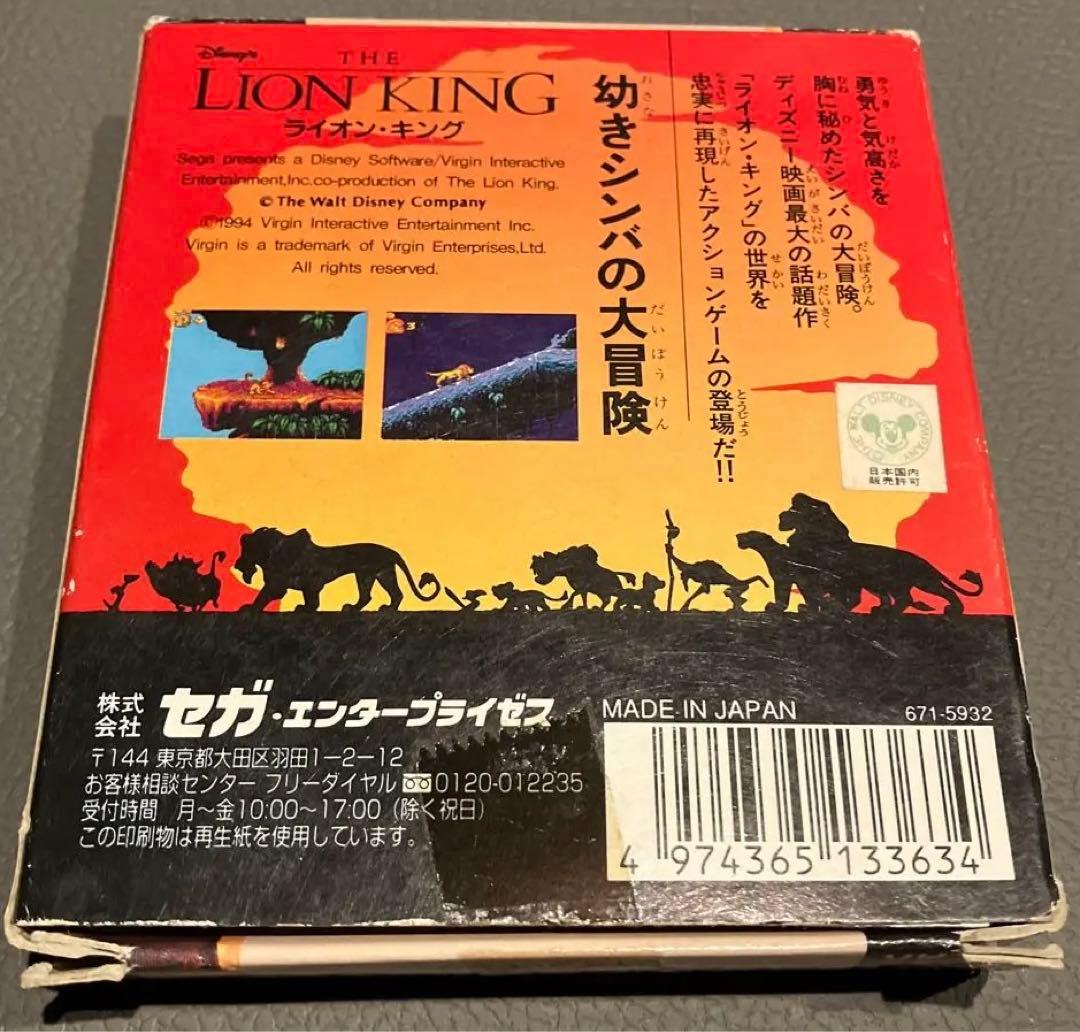 Disney's
THE
LION KING
ライオン・キング
Sega presents a Disney Software/Virgin Interactive
Entertainment,Inc.co-production of The Lion King.
© The Walt Disney Company
©1994 Virgin Interactive Entertainment Inc.
Virgin is a trademark of Virgin Enterprises,Ltd.
All rights reserved.
勇気と気高さを
胸に秘めたシンバの大冒険。
ディズニー映画最大の話題作
「ライオン・キング」の世界を
忠実に再現したアクションゲームの登場だ!!
幼きシンバの大冒険
3
©THE WALT DISNEY COMPANY
日本国内
販売許可
株式
会社
セガ・エンタープライゼス
〒144 東京都大田区羽田1-2-12
お客様相談センター フリーダイヤル 0120-012235
受付時間 月〜金10:00〜17:00 (除く祝日)
この印刷物は再生紙を使用しています。
MADE IN JAPAN
671-5932
4 974365 133634